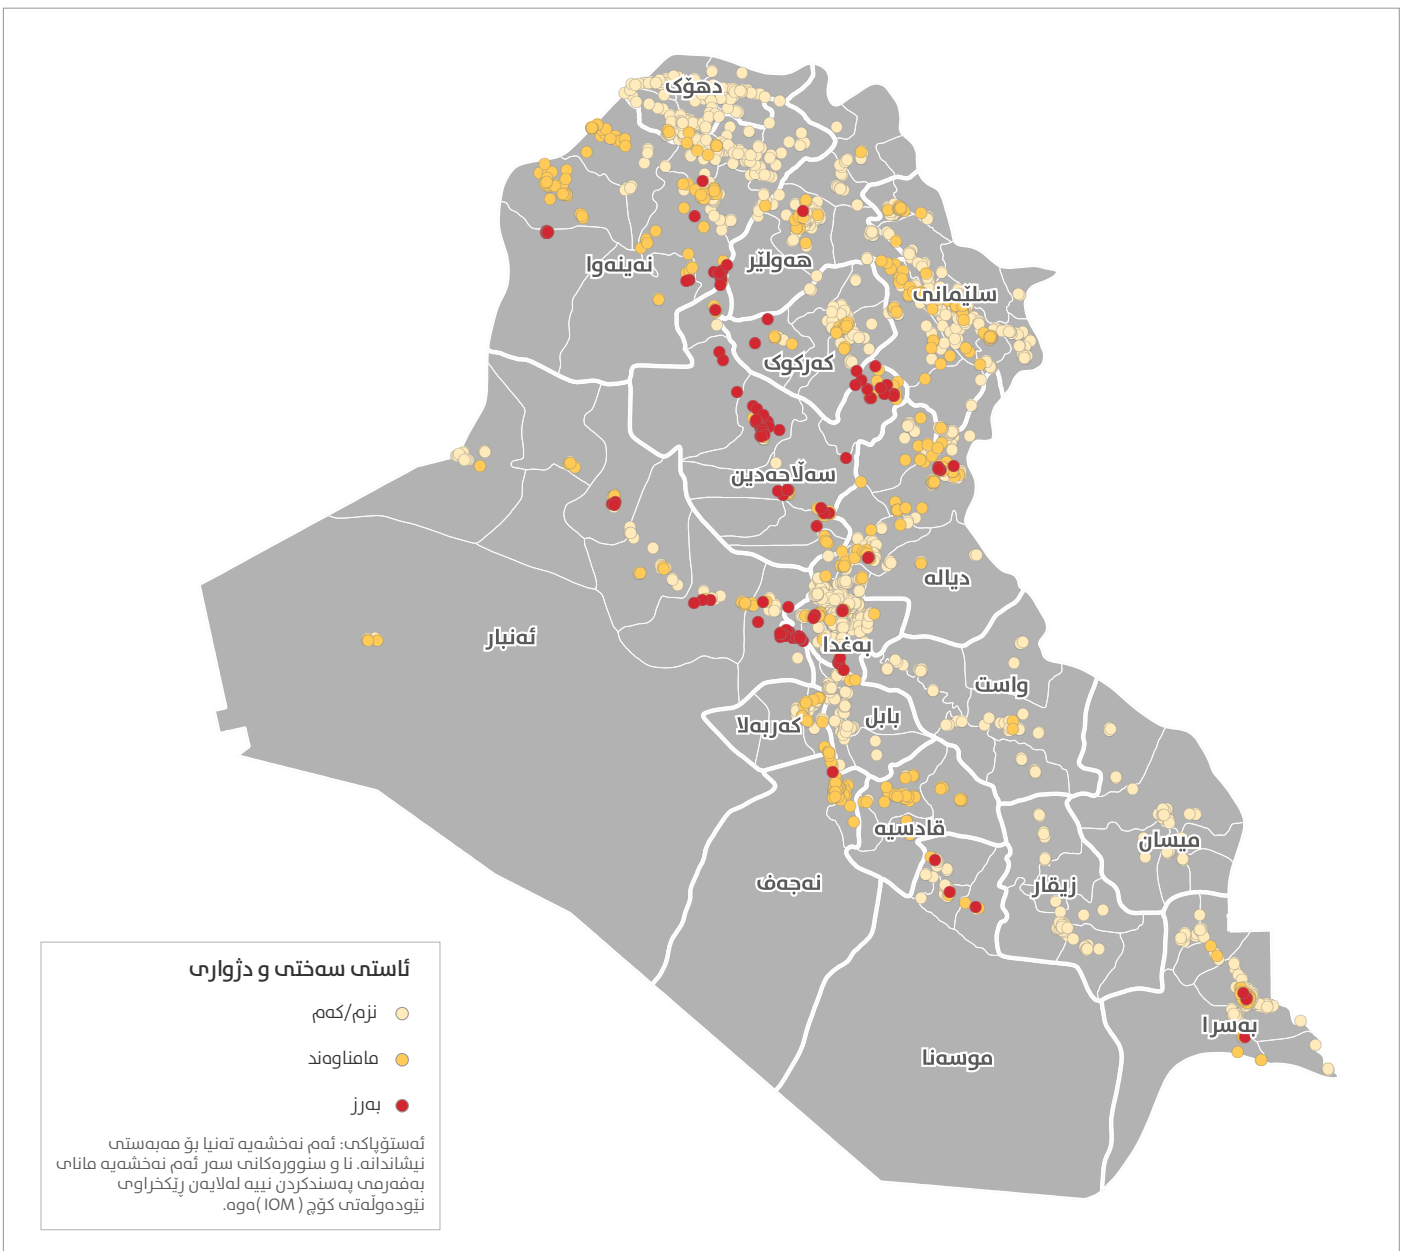 دهۆک
نەینەوا
هەولێر
سلێمانی
کەرکوک
سەڵاحەدین
دیالە
ئەنبار
بەغدا
واست
کەربەلا
بابل
قادسیە
میسان
نەجەف
زیقار
بەسرا
موسەنا
ئاستی سەختی و دژواری
نزم/کەم
مامناوەند
بەرز
ئەستۆپاکی: ئەم نەخشەیە تەنیا بۆ مەبەستی
نیشاندانە. نا و سنوورەکانی سەر ئەم نەخشەیە مانای
بەفەرمی پەسندکردن نییە لەلایەن ڕێکخراوی
نێودەوڵەتی کۆچ ( IOM )ەوە.